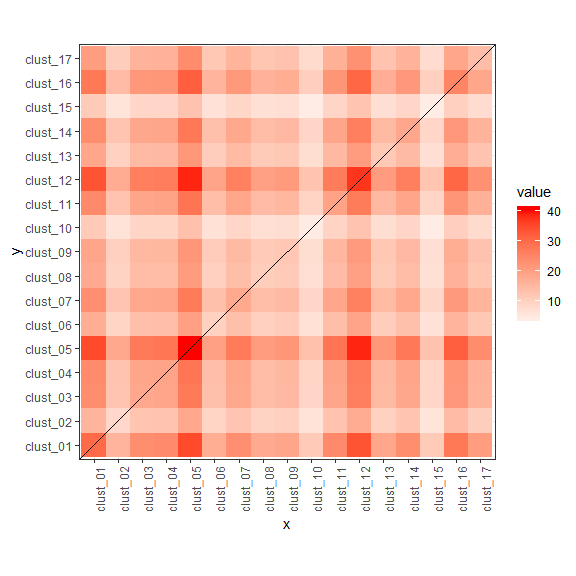 clust_17
clust_16
clust_15
clust_14
clust_13
clust_12
clust_11
clust_10
clust_09
clust_08
clust_07
clust_06
clust_05
clust_04
clust_03
clust_02
clust_01
y
clust_01
clust_02
clust_03
clust_04
clust_05
clust_06
clust_07
clust_08
clust_09
clust_10
clust_11
clust_12
clust_13
clust_14
clust_15
clust_16
clust_17
x
value
40
30
20
10